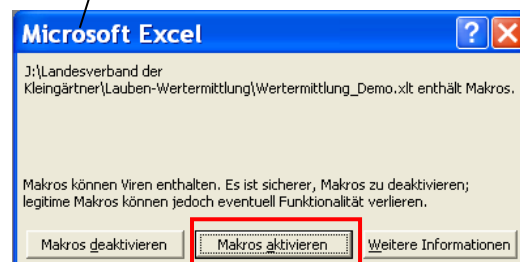 Microsoft Excel
J:\Landesverband der
Kleingärtner\Lauben-Wertermittlung\Wertermittlung_Demo.xlt enthält Makros.
Makros können Viren enthalten. Es ist sicherer, Makros zu deaktivieren;
legitime Makros können jedoch eventuell Funktionalität verlieren.
Makros deaktivieren Makros aktivieren Weitere Informationen